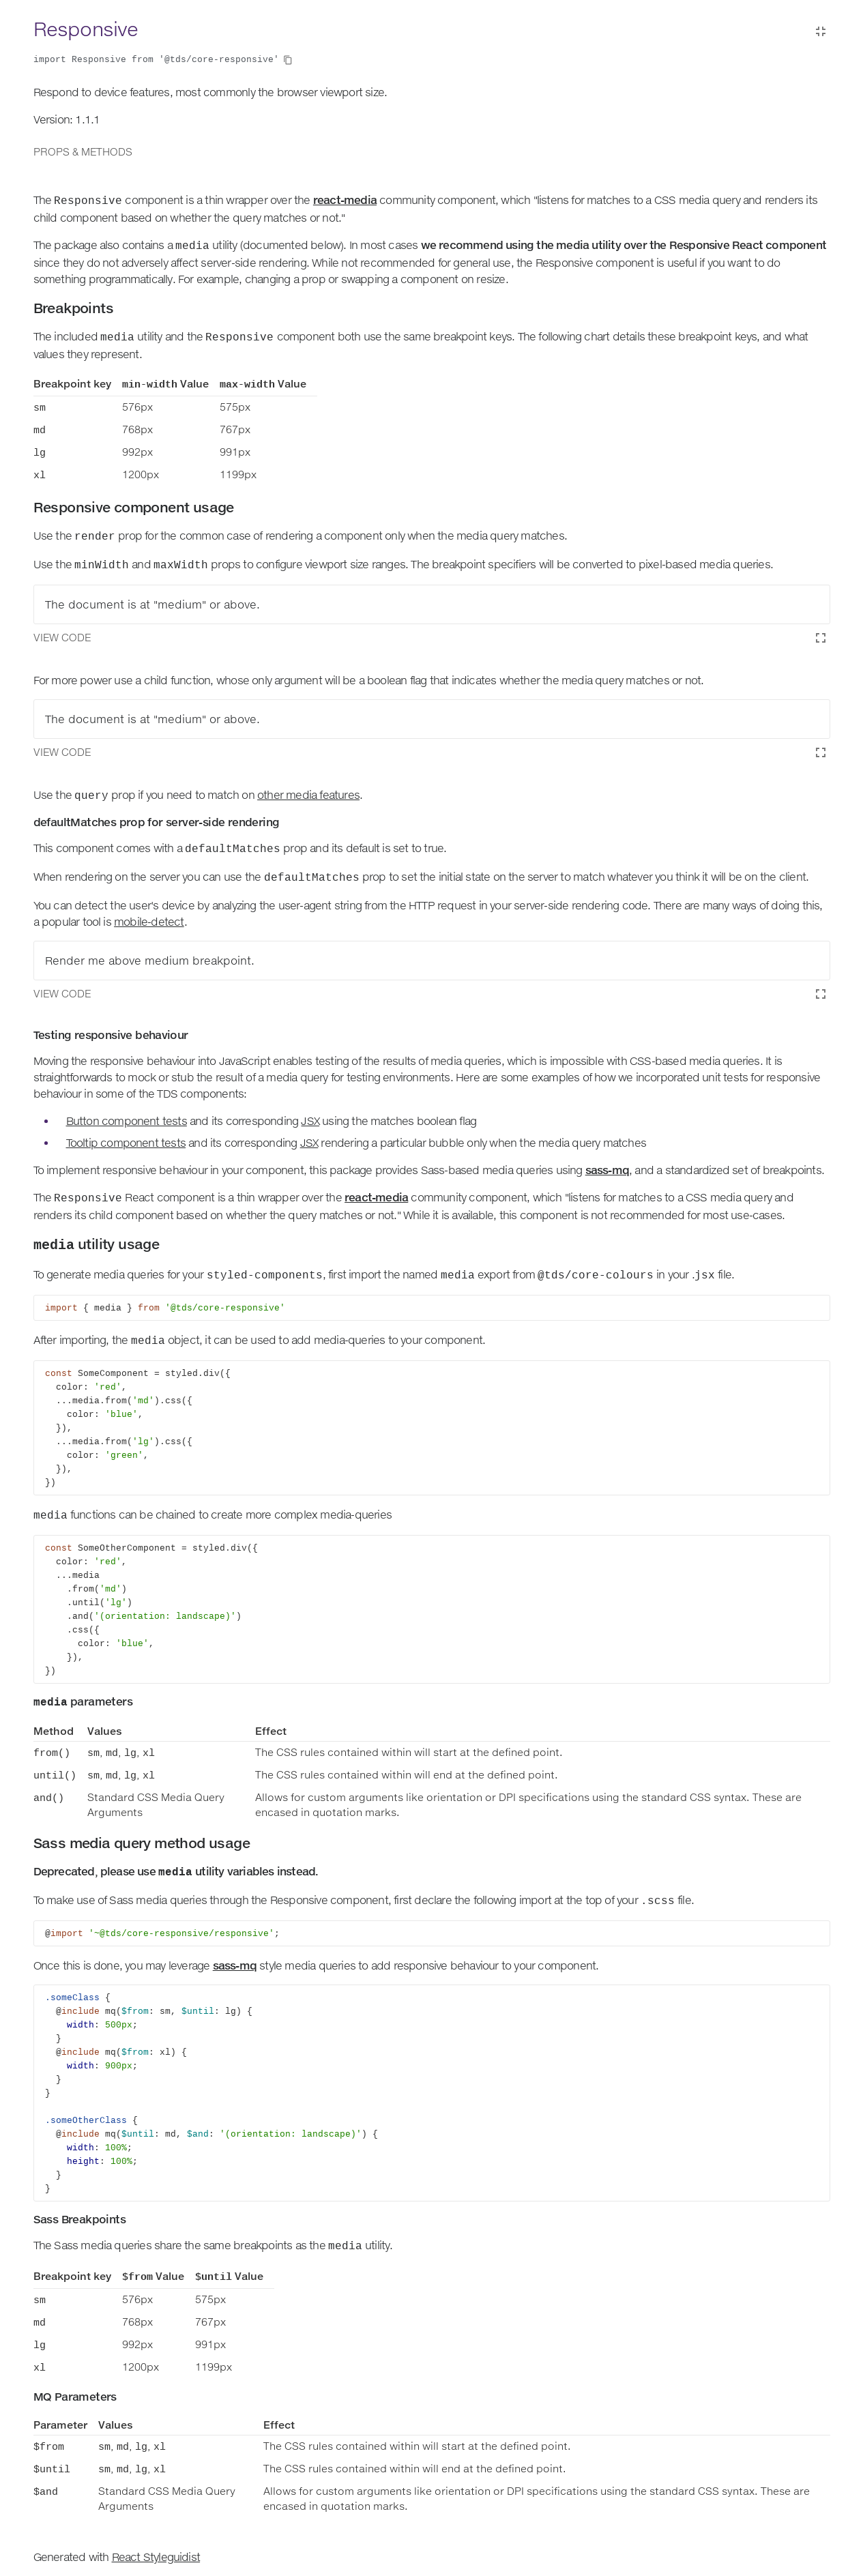 Responsive
import Responsive from '@tds/core-responsive'
Respond to device features, most commonly the browser viewport size.
Version: 1.1.1
PROPS & METHODS
The Responsive component is a thin wrapper over the react-media community component, which "listens for matches to a CSS media query and renders its
child component based on whether the query matches or not."
The package also contains a media utility (documented below). In most cases we recommend using the media utility over the Responsive React component
since they do not adversely affect server-side rendering. While not recommended for general use, the Responsive component is useful if you want to do
something programmatically. For example, changing a prop or swapping a component on resize.
Breakpoints
The included media utility and the Responsive component both use the same breakpoint keys. The following chart details these breakpoint keys, and what
values they represent.
Breakpoint key min-width Value max-width Value
sm 576px 575px
md 768px 767px
lg 992px 991px
xl 1200px 1199px
Responsive component usage
Use the render prop for the common case of rendering a component only when the media query matches.
Use the minWidth and maxWidth props to configure viewport size ranges. The breakpoint specifiers will be converted to pixel-based media queries.
The document is at "medium" or above.
VIEW CODE
For more power use a child function, whose only argument will be a boolean flag that indicates whether the media query matches or not.
The document is at "medium" or above.
VIEW CODE
Use the query prop if you need to match on other media features.
defaultMatches prop for server-side rendering
This component comes with a defaultMatches prop and its default is set to true.
When rendering on the server you can use the defaultMatches prop to set the initial state on the server to match whatever you think it will be on the client.
You can detect the user's device by analyzing the user-agent string from the HTTP request in your server-side rendering code. There are many ways of doing this,
a popular tool is mobile-detect.
Render me above medium breakpoint.
VIEW CODE
Testing responsive behaviour
Moving the responsive behaviour into JavaScript enables testing of the results of media queries, which is impossible with CSS-based media queries. It is
straightforwards to mock or stub the result of a media query for testing environments. Here are some examples of how we incorporated unit tests for responsive
behaviour in some of the TDS components:
• Button component tests and its corresponding JSX using the matches boolean flag
• Tooltip component tests and its corresponding JSX rendering a particular bubble only when the media query matches
To implement responsive behaviour in your component, this package provides Sass-based media queries using sass-mq, and a standardized set of breakpoints.
The Responsive React component is a thin wrapper over the react-media community component, which "listens for matches to a CSS media query and
renders its child component based on whether the query matches or not." While it is available, this component is not recommended for most use-cases.
media utility usage
To generate media queries for your styled-components, first import the named media export from @tds/core-colours in your .jsx file.
import { media } from '@tds/core-responsive'
After importing, the media object, it can be used to add media-queries to your component.
const SomeComponent = styled.div({
  color: 'red',
  ...media.from('md').css({
    color: 'blue',
  }),
  ...media.from('lg').css({
    color: 'green',
  }),
})
media functions can be chained to create more complex media-queries
const SomeOtherComponent = styled.div({
  color: 'red',
  ...media
    .from('md')
    .until('lg')
    .and('(orientation: landscape)')
    .css({
      color: 'blue',
    }),
})
media parameters
Method Values Effect
from() sm, md, lg, xl The CSS rules contained within will start at the defined point.
until() sm, md, lg, xl The CSS rules contained within will end at the defined point.
and() Standard CSS Media Query Allows for custom arguments like orientation or DPI specifications using the standard CSS syntax. These are
Arguments encased in quotation marks.
Sass media query method usage
Deprecated, please use media utility variables instead.
To make use of Sass media queries through the Responsive component, first declare the following import at the top of your .scss file.
@import '~@tds/core-responsive/responsive';
Once this is done, you may leverage sass-mq style media queries to add responsive behaviour to your component.
.someClass {
  @include mq($from: sm, $until: lg) {
    width: 500px;
  }
  @include mq($from: xl) {
    width: 900px;
  }
}
.someOtherClass {
  @include mq($until: md, $and: '(orientation: landscape)') {
    width: 100%;
    height: 100%;
  }
}
Sass Breakpoints
The Sass media queries share the same breakpoints as the media utility.
Breakpoint key $from Value $until Value
sm 576px 575px
md 768px 767px
lg 992px 991px
xl 1200px 1199px
MQ Parameters
Parameter Values Effect
$from sm, md, lg, xl The CSS rules contained within will start at the defined point.
$until sm, md, lg, xl The CSS rules contained within will end at the defined point.
$and Standard CSS Media Query Allows for custom arguments like orientation or DPI specifications using the standard CSS syntax. These are
Arguments encased in quotation marks.
Generated with React Styleguidist